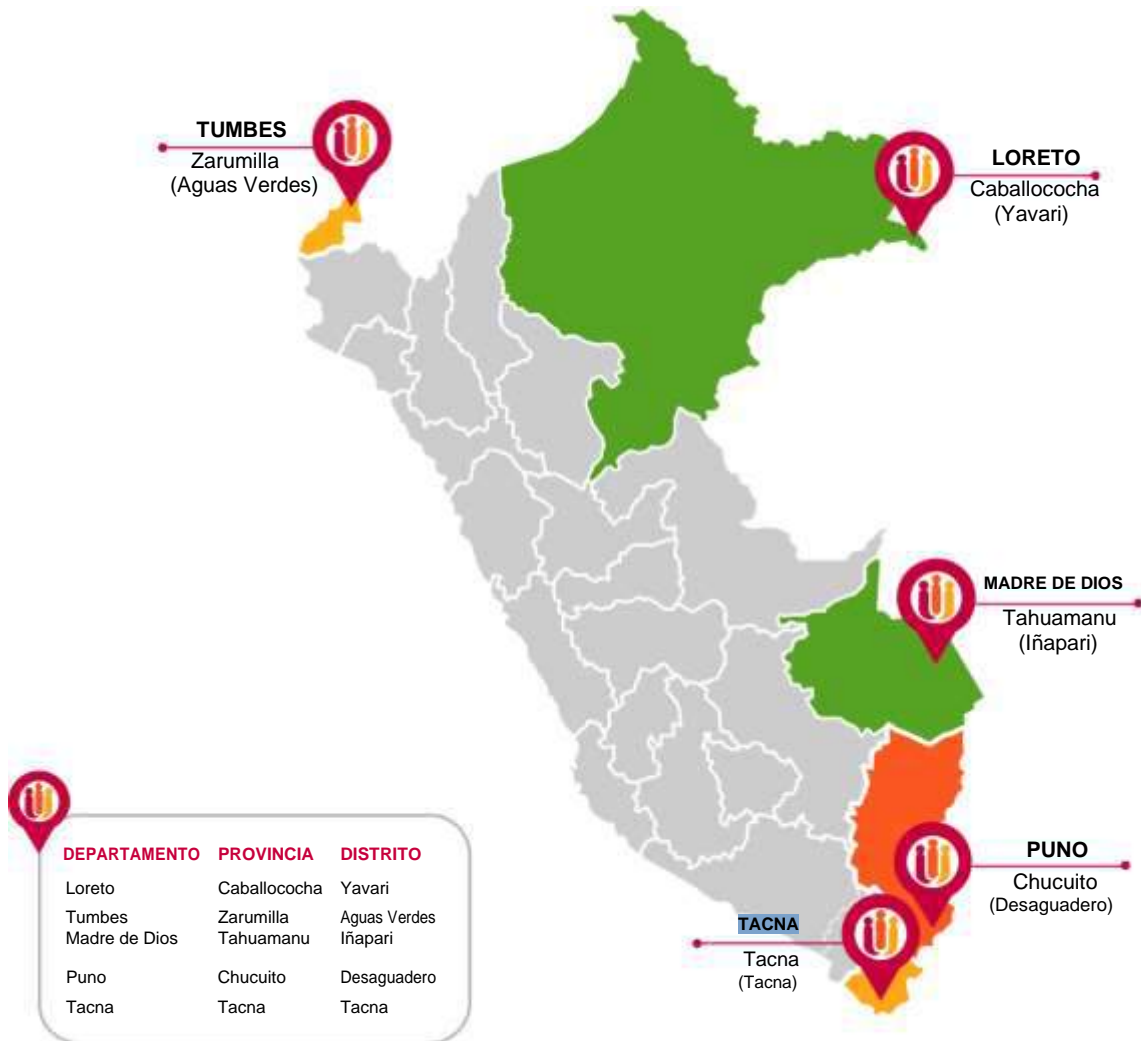 TUMBES
Zarumilla
(Aguas Verdes)
LORETO
Caballococha
(Yavari)
MADRE DE DIOS
Tahuamanu
(Iñapari)
PUNO
Chucuito
(Desaguadero)
TACNA
Tacna
(Tacna)
DEPARTAMENTO PROVINCIA DISTRITO
Loreto Caballococha Yavari
Tumbes Zarumilla Aguas Verdes
Madre de Dios Tahuamanu Iñapari
Puno Chucuito Desaguadero
Tacna Tacna Tacna